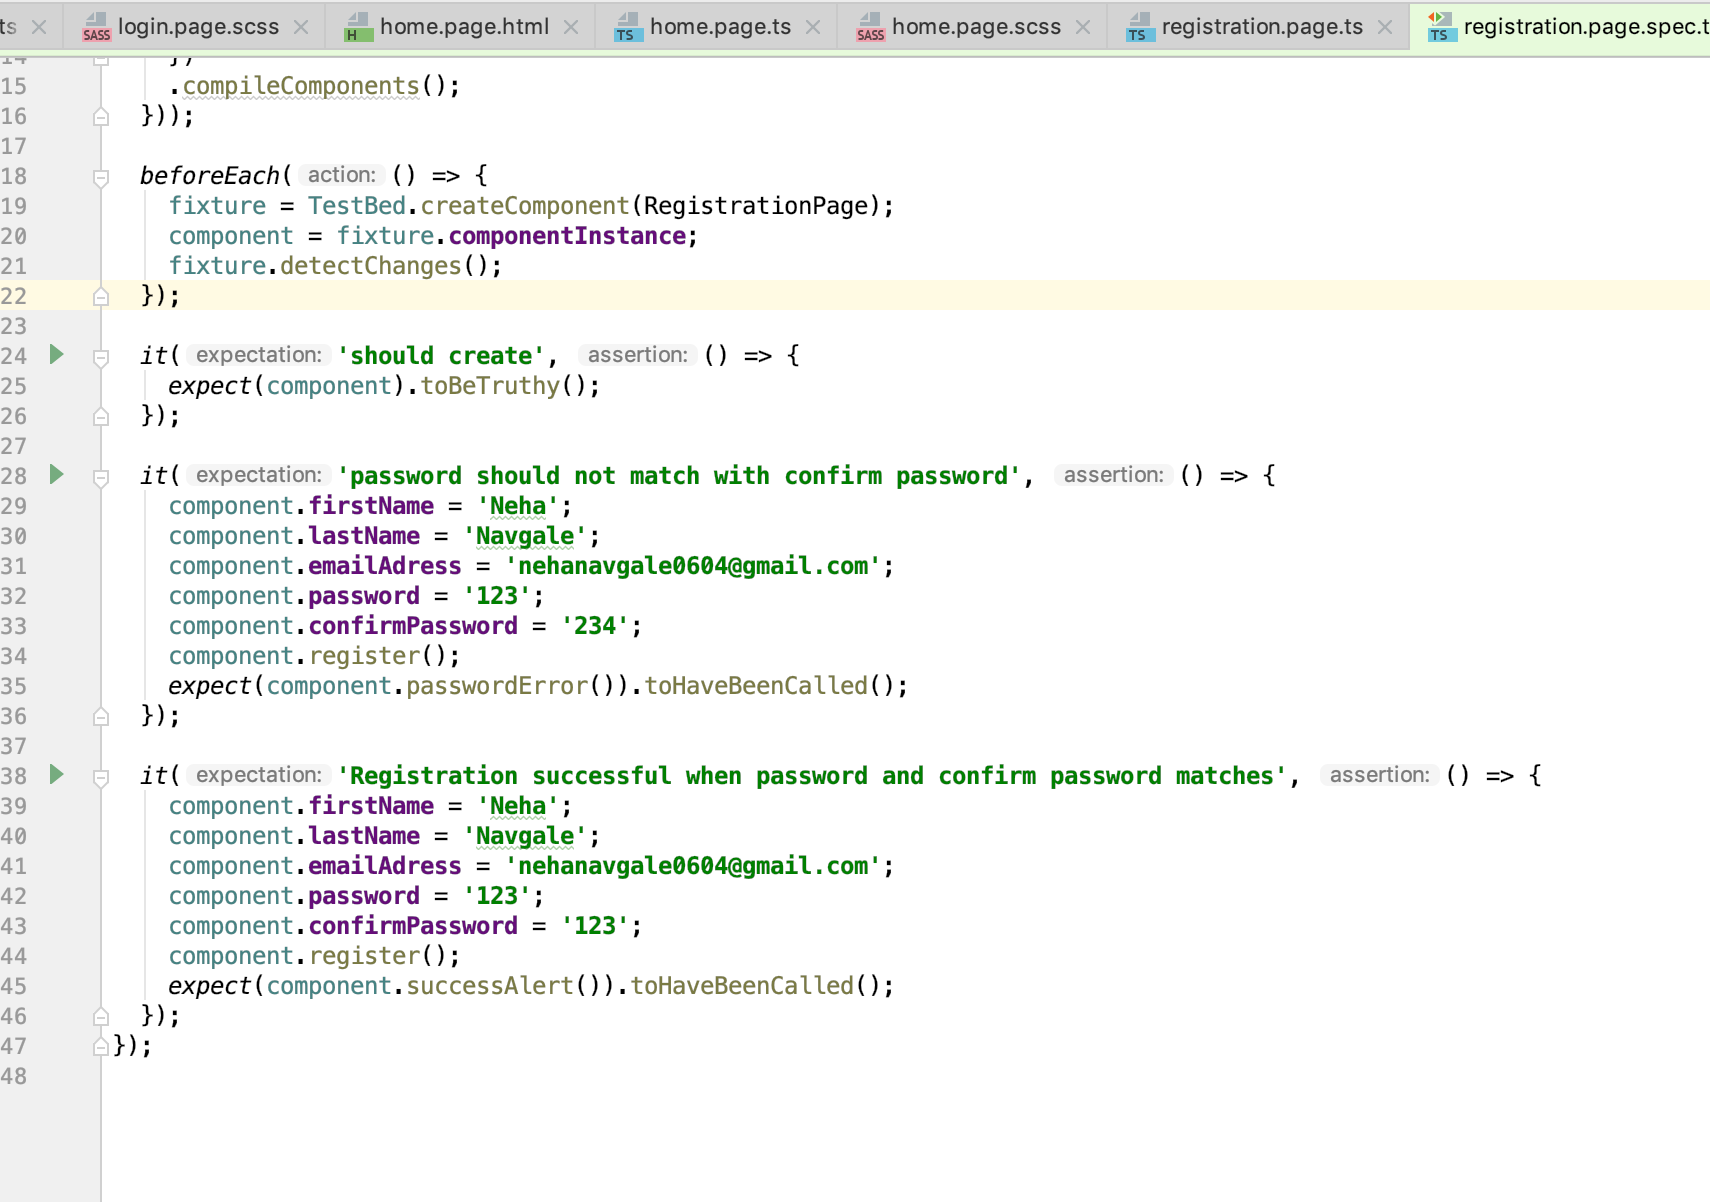 ts login.page.scss home.page.html home.page.ts home.page.scss registration.page.ts registration.page.spec.t
SASS H TS SASS TS TS
14 })
15 .compileComponents();
16 }));
17
18 beforeEach( action: () => {
19 fixture = TestBed.createComponent(RegistrationPage);
20 component = fixture.componentInstance;
21 fixture.detectChanges();
22 });
23
24 it( expectation: 'should create', assertion: () => {
25 expect(component).toBeTruthy();
26 });
27
28 it( expectation: 'password should not match with confirm password', assertion: () => {
29 component.firstName = 'Neha';
30 component.lastName = 'Navgale';
31 component.emailAdress = 'nehanavgale0604@gmail.com';
32 component.password = '123';
33 component.confirmPassword = '234';
34 component.register();
35 expect(component.passwordError()).toHaveBeenCalled();
36 });
37
38 it( expectation: 'Registration successful when password and confirm password matches', assertion: () => {
39 component.firstName = 'Neha';
40 component.lastName = 'Navgale';
41 component.emailAdress = 'nehanavgale0604@gmail.com';
42 component.password = '123';
43 component.confirmPassword = '123';
44 component.register();
45 expect(component.successAlert()).toHaveBeenCalled();
46 });
47 });
48